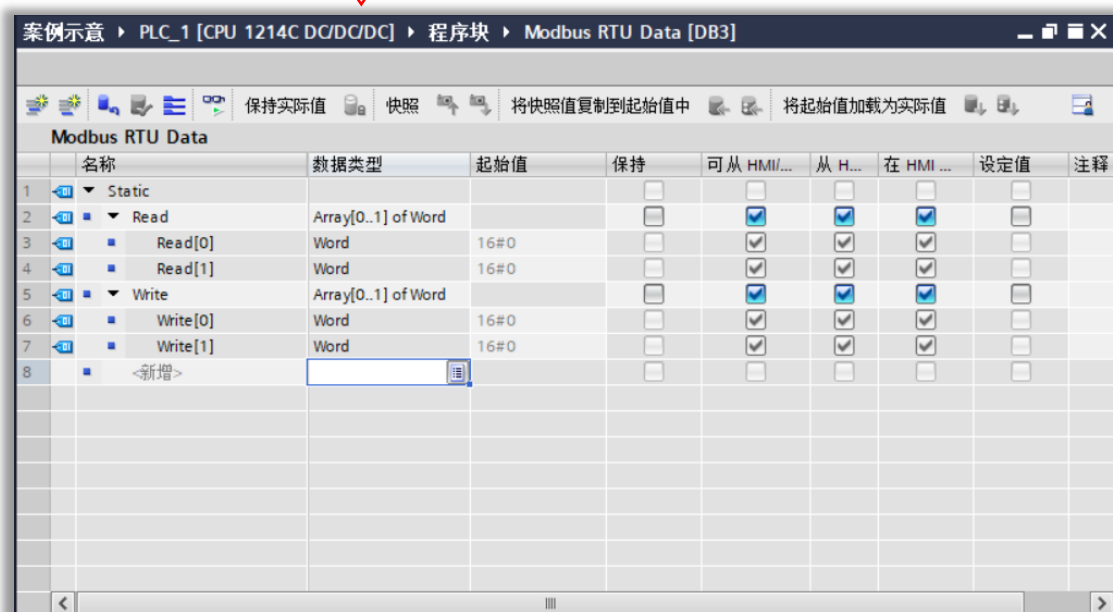 案例示意 ▸ PLC_1 [CPU 1214C DC/DC/DC] ▸ 程序块 ▸ Modbus RTU Data [DB3]
保持实际值 快照 将快照值复制到起始值中 将起始值加载为实际值
Modbus RTU Data
名称 数据类型 起始值 保持 可从 HMI/... 从 H... 在 HMI ... 设定值 注释
1 Static
2 Read Array[0..1] of Word
3 Read[0] Word 16#0
4 Read[1] Word 16#0
5 Write Array[0..1] of Word
6 Write[0] Word 16#0
7 Write[1] Word 16#0
8 <新增>